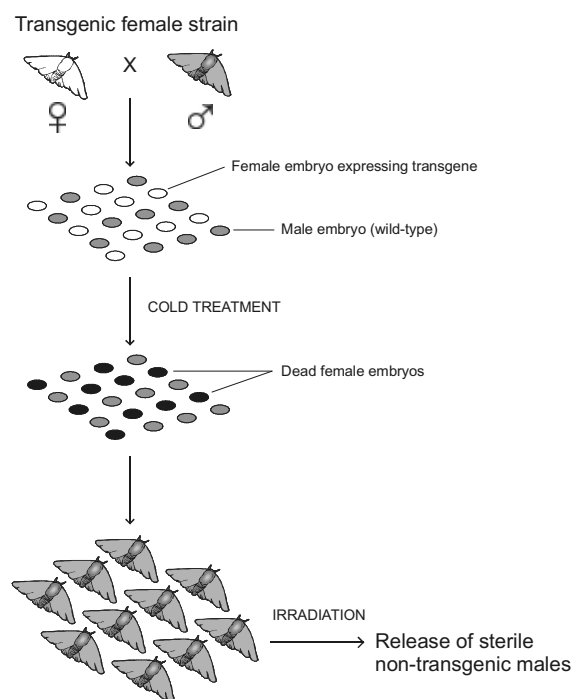 Transgenic female strain
X
♀ ♂
Female embryo expressing transgene
Male embryo (wild-type)
COLD TREATMENT
Dead female embryos
IRRADIATION
Release of sterile
non-transgenic males